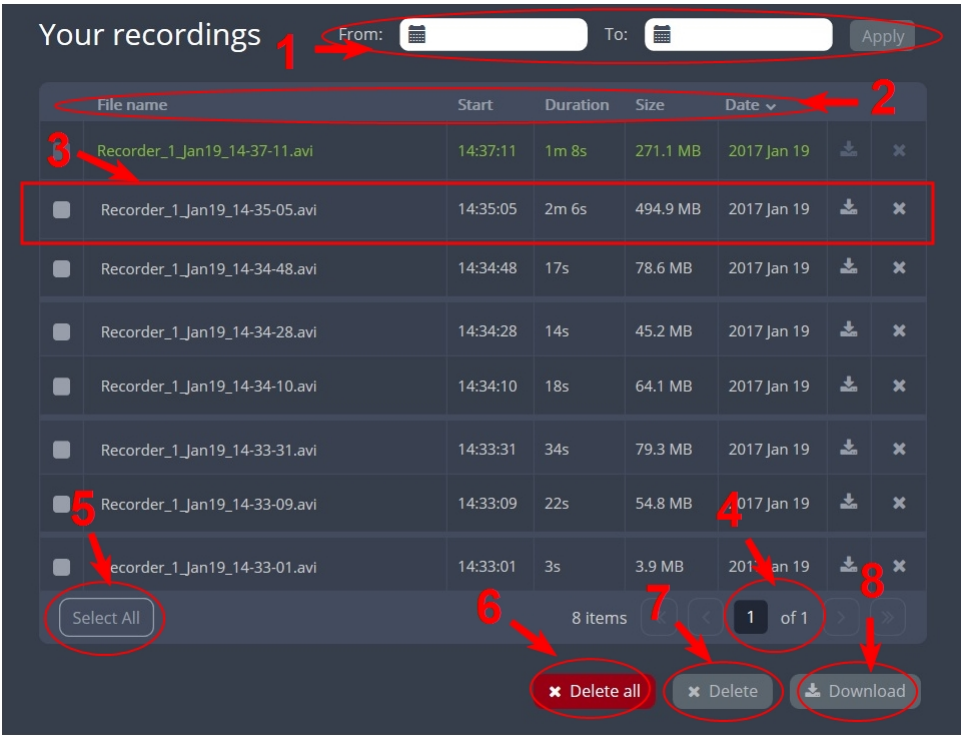 Your recordings 1 From: To: Apply
File name Start Duration Size Date 2
Recorder_1_Jan19_14-37-11.avi 14:37:11 1m 8s 271.1 MB 2017 Jan 19
3
Recorder_1_Jan19_14-35-05.avi 14:35:05 2m 6s 494.9 MB 2017 Jan 19
Recorder_1_Jan19_14-34-48.avi 14:34:48 17s 78.6 MB 2017 Jan 19
Recorder_1_Jan19_14-34-28.avi 14:34:28 14s 45.2 MB 2017 Jan 19
Recorder_1_Jan19_14-34-10.avi 14:34:10 18s 64.1 MB 2017 Jan 19
Recorder_1_Jan19_14-33-31.avi 14:33:31 34s 79.3 MB 2017 Jan 19
5 Recorder_1_Jan19_14-33-09.avi 14:33:09 22s 54.8 MB 4 2017 Jan 19
Recorder_1_Jan19_14-33-01.avi 14:33:01 3s 3.9 MB 2017 Jan 19
6 7 8
Select All 8 items 1 of 1
Delete all Delete Download